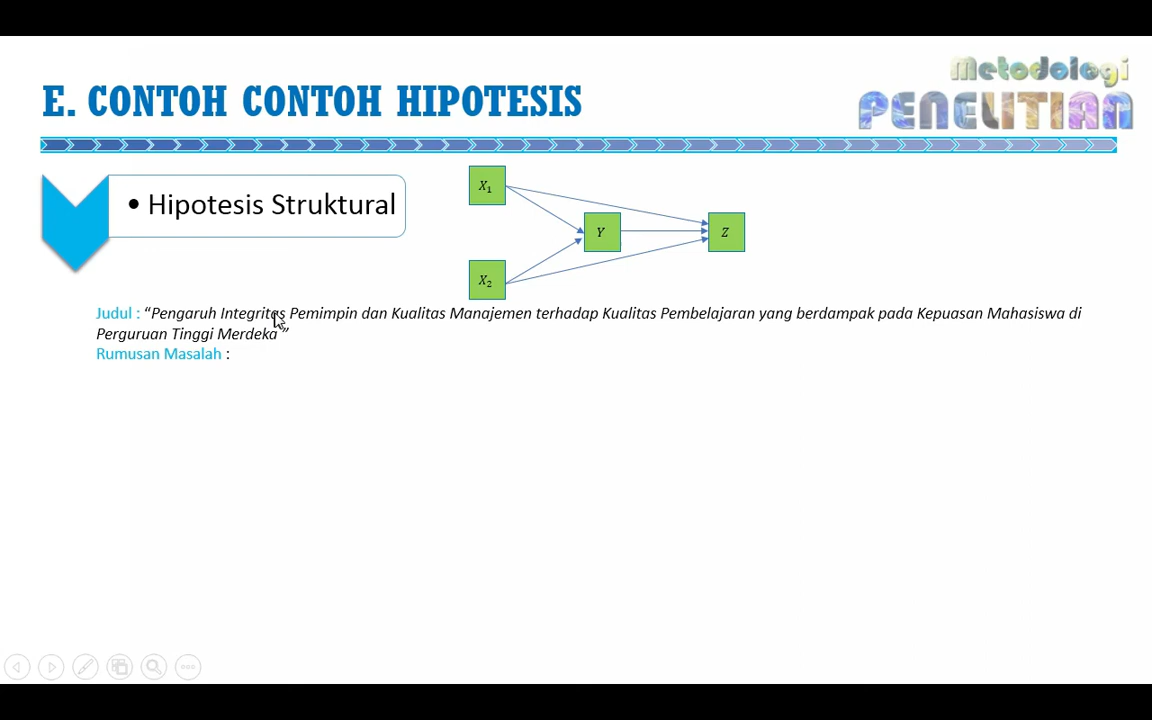 Metodologi
PENELITIAN
E. CONTOH CONTOH HIPOTESIS
• Hipotesis Struktural
X₁
Y
Z
X₂
Judul : “Pengaruh Integritas Pemimpin dan Kualitas Manajemen terhadap Kualitas Pembelajaran yang berdampak pada Kepuasan Mahasiswa di
Perguruan Tinggi Merdeka ”
Rumusan Masalah :